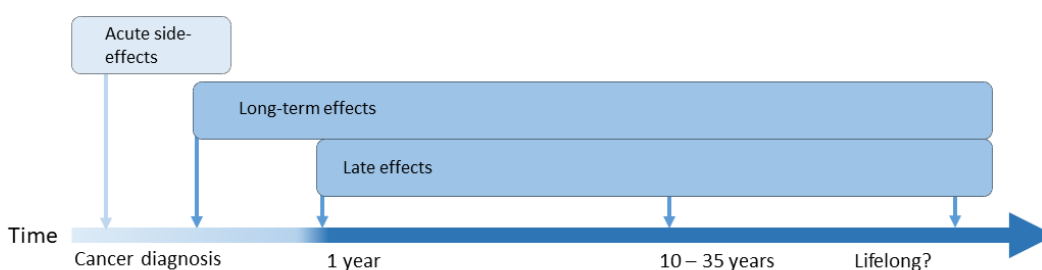 Acute side-
effects
Long-term effects
Late effects
Time
Cancer diagnosis
1 year
10 – 35 years
Lifelong?